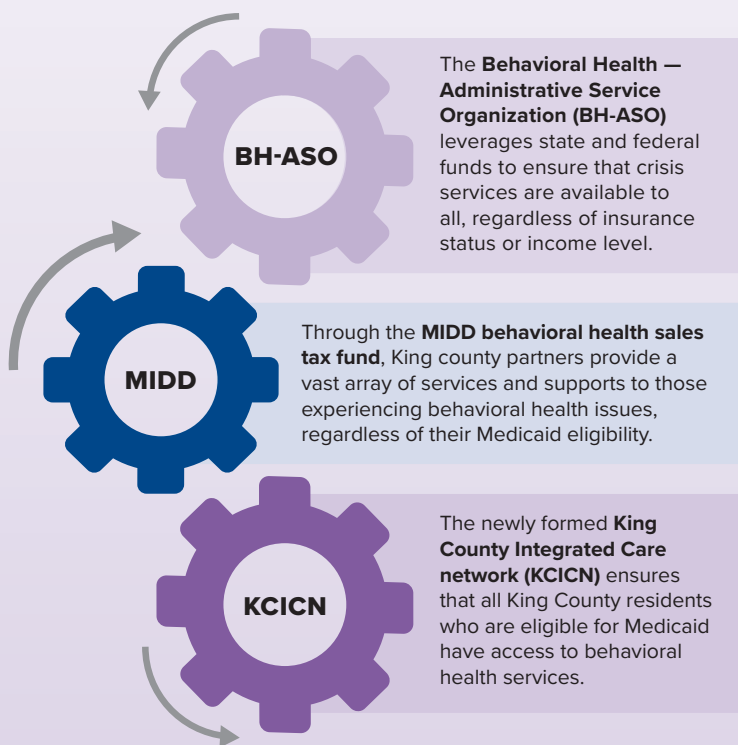 BH-ASO
The Behavioral Health —
Administrative Service
Organization (BH-ASO)
leverages state and federal
funds to ensure that crisis
services are available to
all, regardless of insurance
status or income level.
MIDD
Through the MIDD behavioral health sales
tax fund, King county partners provide a
vast array of services and supports to those
experiencing behavioral health issues,
regardless of their Medicaid eligibility.
KCICN
The newly formed King
County Integrated Care
network (KCICN) ensures
that all King County residents
who are eligible for Medicaid
have access to behavioral
health services.